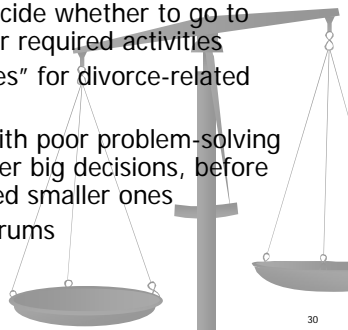 cide whether to go to
r required activities
es” for divorce-related
ith poor problem-solving
er big decisions, before
ed smaller ones
rums
30